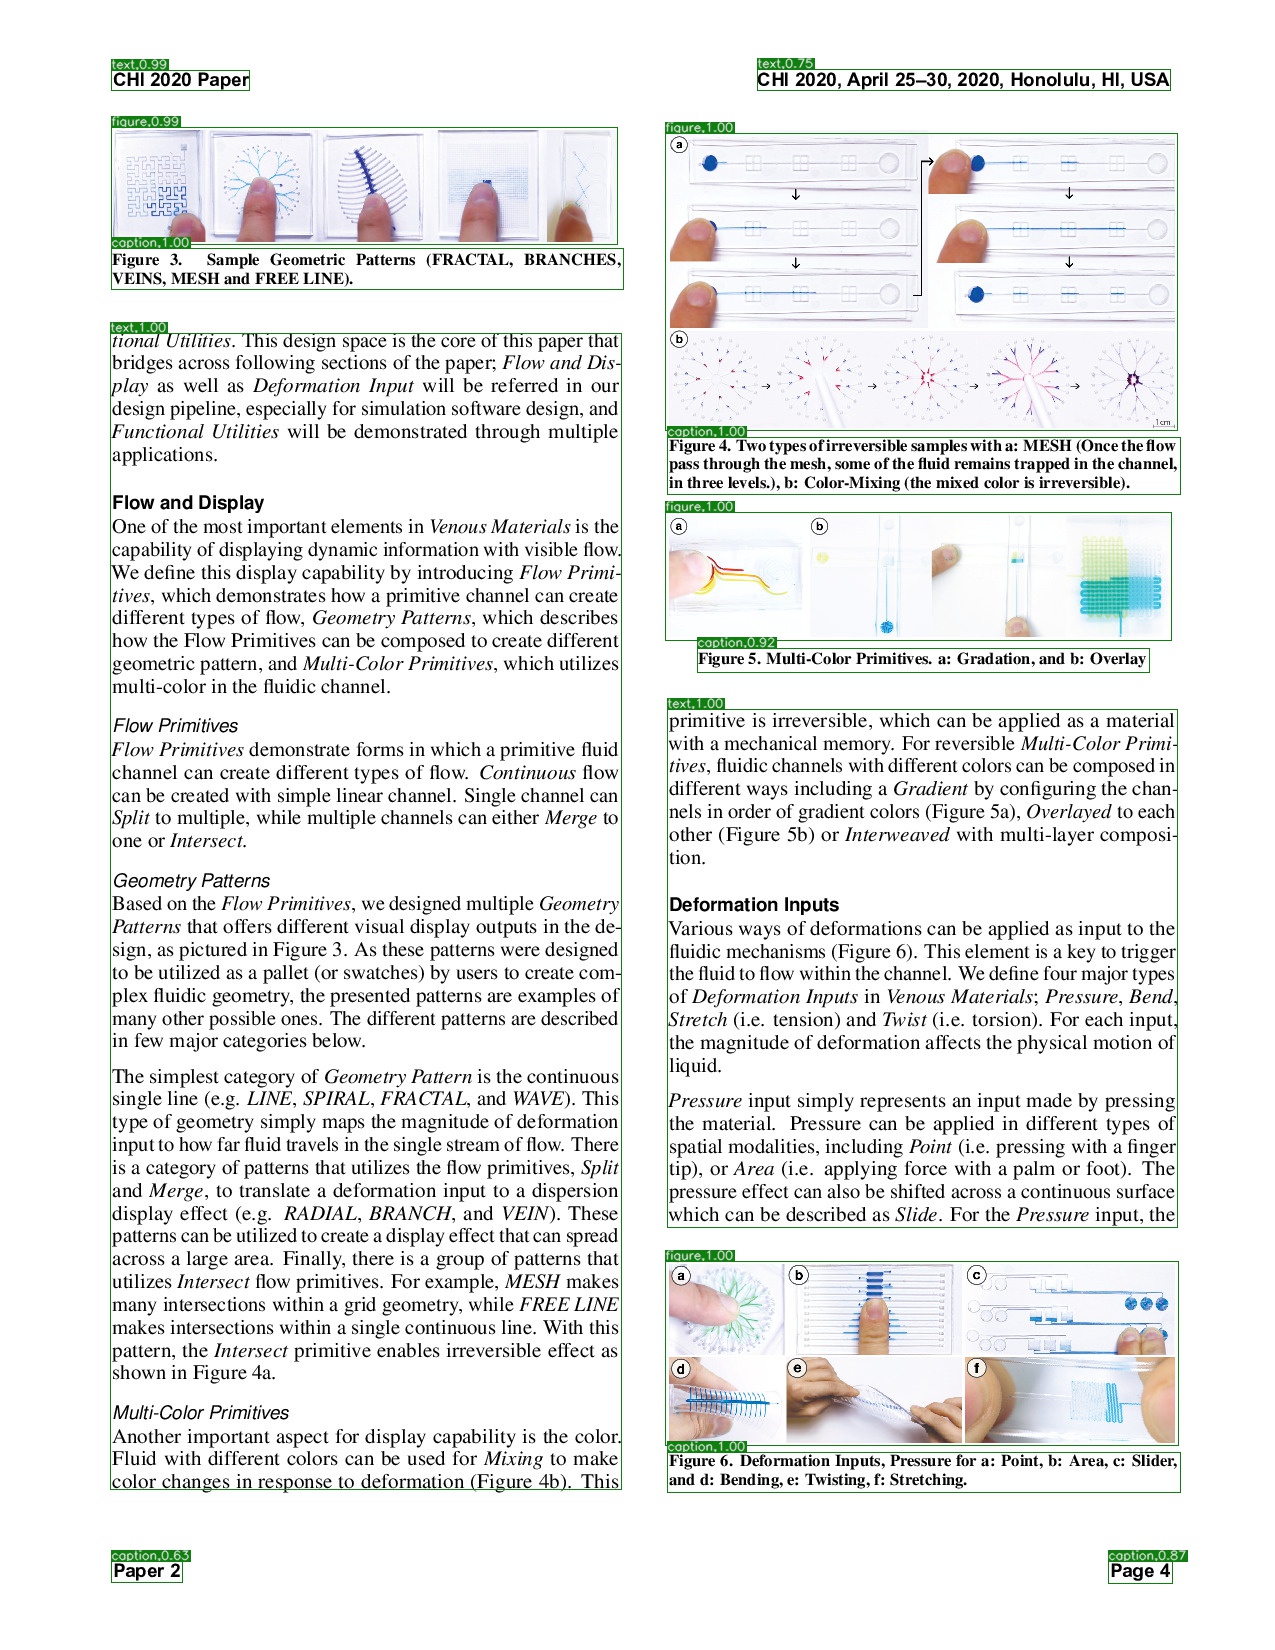 text,0.99
CHI 2020 Paper
text,0.75
CHI 2020, April 25–30, 2020, Honolulu, HI, USA
figure,0.99
caption,1.00
Figure 3. Sample Geometric Patterns (FRACTAL, BRANCHES,
VEINS, MESH and FREE LINE).
text,1.00
tional Utilities. This design space is the core of this paper that
bridges across following sections of the paper; Flow and Dis-
play as well as Deformation Input will be referred in our
design pipeline, especially for simulation software design, and
Functional Utilities will be demonstrated through multiple
applications.
Flow and Display
One of the most important elements in Venous Materials is the
capability of displaying dynamic information with visible flow.
We define this display capability by introducing Flow Primi-
tives, which demonstrates how a primitive channel can create
different types of flow, Geometry Patterns, which describes
how the Flow Primitives can be composed to create different
geometric pattern, and Multi-Color Primitives, which utilizes
multi-color in the fluidic channel.
Flow Primitives
Flow Primitives demonstrate forms in which a primitive fluid
channel can create different types of flow. Continuous flow
can be created with simple linear channel. Single channel can
Split to multiple, while multiple channels can either Merge to
one or Intersect.
Geometry Patterns
Based on the Flow Primitives, we designed multiple Geometry
Patterns that offers different visual display outputs in the de-
sign, as pictured in Figure 3. As these patterns were designed
to be utilized as a pallet (or swatches) by users to create com-
plex fluidic geometry, the presented patterns are examples of
many other possible ones. The different patterns are described
in few major categories below.
The simplest category of Geometry Pattern is the continuous
single line (e.g. LINE, SPIRAL, FRACTAL, and WAVE). This
type of geometry simply maps the magnitude of deformation
input to how far fluid travels in the single stream of flow. There
is a category of patterns that utilizes the flow primitives, Split
and Merge, to translate a deformation input to a dispersion
display effect (e.g. RADIAL, BRANCH, and VEIN). These
patterns can be utilized to create a display effect that can spread
across a large area. Finally, there is a group of patterns that
utilizes Intersect flow primitives. For example, MESH makes
many intersections within a grid geometry, while FREE LINE
makes intersections within a single continuous line. With this
pattern, the Intersect primitive enables irreversible effect as
shown in Figure 4a.
Multi-Color Primitives
Another important aspect for display capability is the color.
Fluid with different colors can be used for Mixing to make
color changes in response to deformation (Figure 4b). This
figure,1.00
a
b
1cm
caption,1.00
Figure 4. Two types of irreversible samples with a: MESH (Once the flow
pass through the mesh, some of the fluid remains trapped in the channel,
in three levels.), b: Color-Mixing (the mixed color is irreversible).
figure,1.00
a
b
caption,0.92
Figure 5. Multi-Color Primitives. a: Gradation, and b: Overlay
text,1.00
primitive is irreversible, which can be applied as a material
with a mechanical memory. For reversible Multi-Color Primi-
tives, fluidic channels with different colors can be composed in
different ways including a Gradient by configuring the chan-
nels in order of gradient colors (Figure 5a), Overlayed to each
other (Figure 5b) or Interweaved with multi-layer composi-
tion.
Deformation Inputs
Various ways of deformations can be applied as input to the
fluidic mechanisms (Figure 6). This element is a key to trigger
the fluid to flow within the channel. We define four major types
of Deformation Inputs in Venous Materials; Pressure, Bend,
Stretch (i.e. tension) and Twist (i.e. torsion). For each input,
the magnitude of deformation affects the physical motion of
liquid.
Pressure input simply represents an input made by pressing
the material. Pressure can be applied in different types of
spatial modalities, including Point (i.e. pressing with a finger
tip), or Area (i.e. applying force with a palm or foot). The
pressure effect can also be shifted across a continuous surface
which can be described as Slide. For the Pressure input, the
figure,1.00
a
b
c
d
e
f
caption,1.00
Figure 6. Deformation Inputs, Pressure for a: Point, b: Area, c: Slider,
and d: Bending, e: Twisting, f: Stretching.
caption,0.63
Paper 2
caption,0.87
Page 4